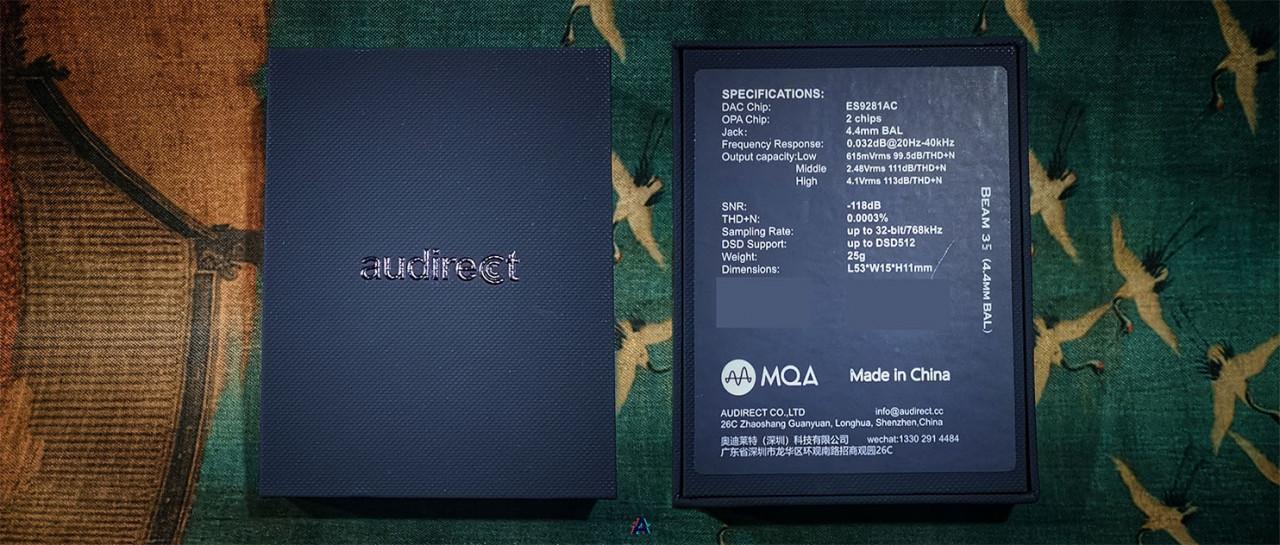 audirect
SPECIFICATIONS:
DAC Chip: ES9281AC
OPA Chip: 2 chips
Jack: 4.4mm BAL
Frequency Response: 0.032dB@20Hz-40kHz
Output capacity:Low 615mVrms 99.5dB/THD+N
Middle 2.48Vrms 111dB/THD+N
High 4.1Vrms 113dB/THD+N
SNR: -118dB
THD+N: 0.0003%
Sampling Rate: up to 32-bit/768kHz
DSD Support: up to DSD512
Weight: 25g
Dimensions: L53*W15*H11mm
BEAM 3S (4.4MM BAL)
MQA Made in China
AUDIRECT CO.,LTD info@audirect.cc
26C Zhaoshang Guanyuan, Longhua, Shenzhen,China
奥迪莱特（深圳）科技有限公司 wechat:1330 291 4484
广东省深圳市龙华区环观南路招商观园26C